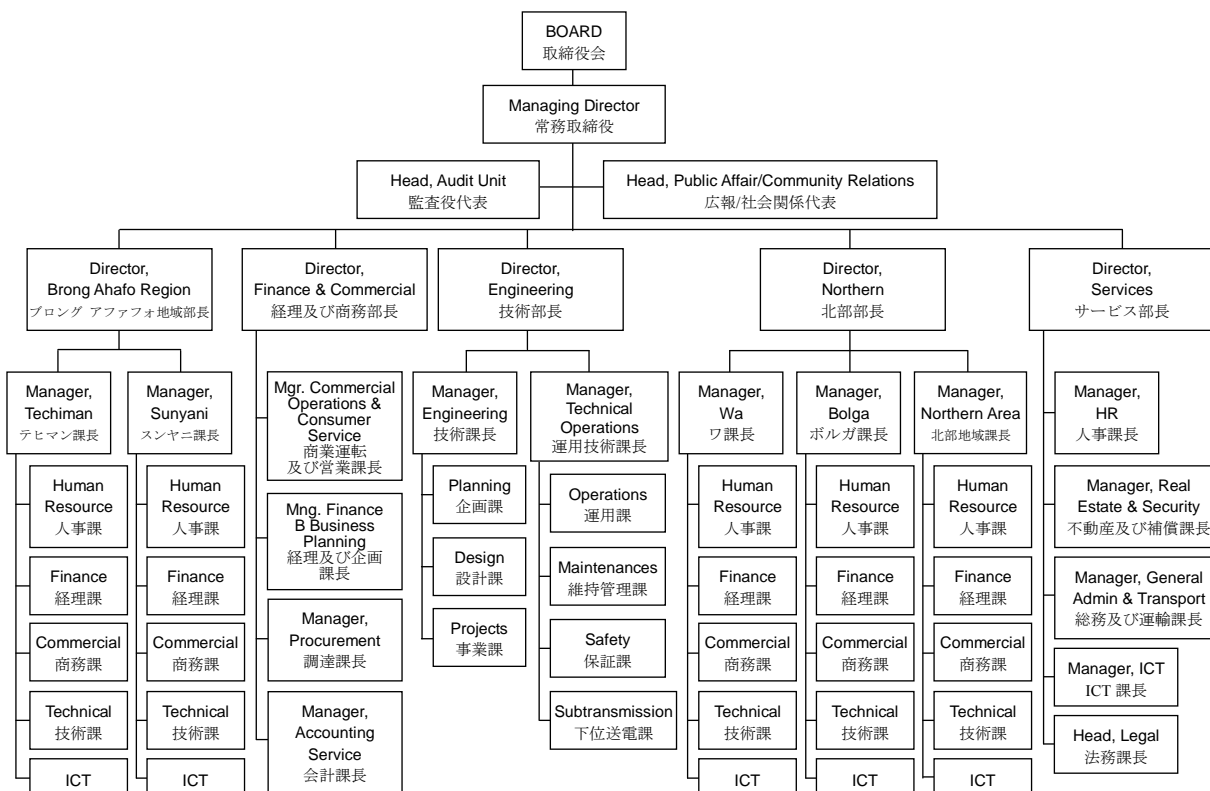 BOARD
取締役会
Managing Director
常務取締役
Head, Audit Unit
監査役代表
Head, Public Affair/Community Relations
広報/社会関係代表
Director,
Brong Ahafo Region
ブロング アファフォ地域部長
Director,
Finance & Commercial
経理及び商務部長
Director,
Engineering
技術部長
Director,
Northern
北部部長
Director,
Services
サービス部長
Manager,
Techiman
テヒマン課長
Human
Resource
人事課
Finance
経理課
Commercial
商務課
Technical
技術課
ICT
Manager,
Sunyani
スンヤニ課長
Human
Resource
人事課
Finance
経理課
Commercial
商務課
Technical
技術課
ICT
Mgr. Commercial
Operations &
Consumer
Service
商業運転
及び営業課長
Mng. Finance
B Business
Planning
経理及び企画
課長
Manager,
Procurement
調達課長
Manager,
Accounting
Service
会計課長
Manager,
Engineering
技術課長
Planning
企画課
Design
設計課
Projects
事業課
Manager,
Technical
Operations
運用技術課長
Operations
運用課
Maintenances
維持管理課
Safety
保証課
Subtransmission
下位送電課
Manager,
Wa
ワ課長
Human
Resource
人事課
Finance
経理課
Commercial
商務課
Technical
技術課
ICT
Manager,
Bolga
ボルガ課長
Human
Resource
人事課
Finance
経理課
Commercial
商務課
Technical
技術課
ICT
Manager,
Northern Area
北部地域課長
Human
Resource
人事課
Finance
経理課
Commercial
商務課
Technical
技術課
ICT
Manager,
HR
人事課長
Manager, Real
Estate & Security
不動産及び補償課長
Manager, General
Admin & Transport
総務及び運輸課長
Manager, ICT
ICT 課長
Head, Legal
法務課長